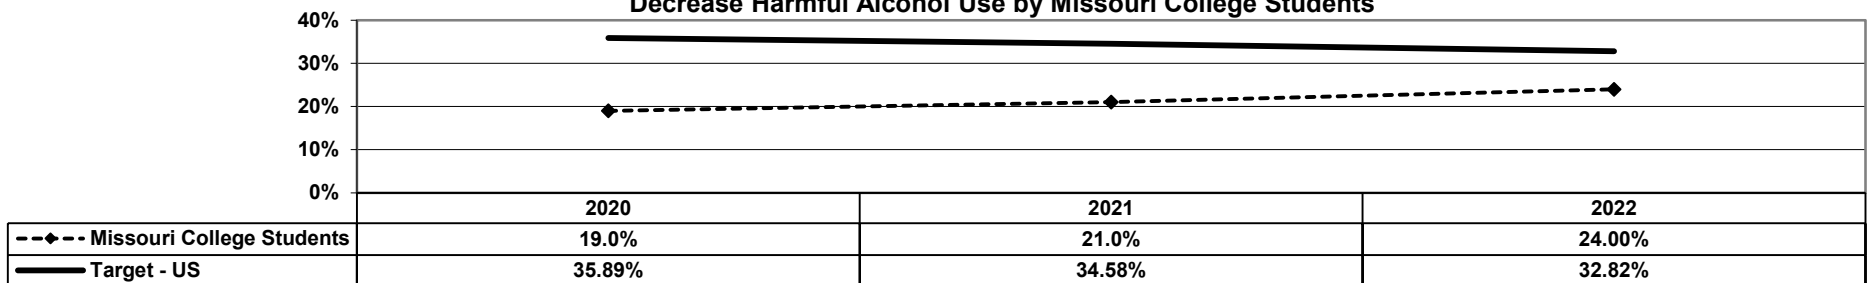 Decrease Harmful Alcohol Use by Missouri College Students
40%
30%
20%
10%
0%
2020 2021 2022
Missouri College Students 19.0% 21.0% 24.00%
Target - US 35.89% 34.58% 32.82%